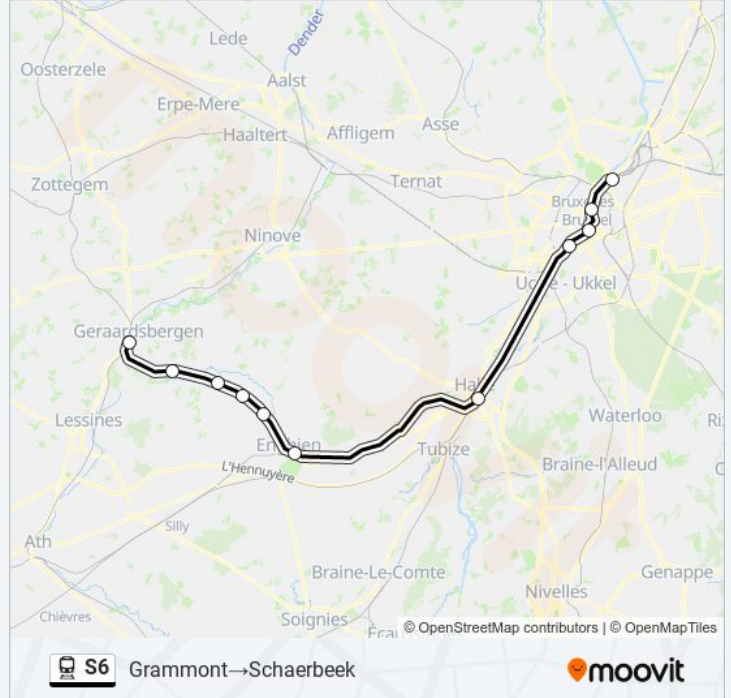 Lede
Dender
Oosterzele
Aalst
Erpe-Mere
Asse
Haaltert
Affligem
Zottegem
Ternat
Bruxelles
- Brussel
Ninove
Uccle - Ukkel
Geraardsbergen
Halle
Lessines
Waterloo
Enghien
Tubize
Braine-l'Alleud
L'Hennuyère
Silly
Ath
Braine-Le-Comte
Genappe
Nivelles
Chièvres
Soignies
© OpenStreetMap contributors | © OpenMapTiles
S6 Grammont→Schaerbeek moovit